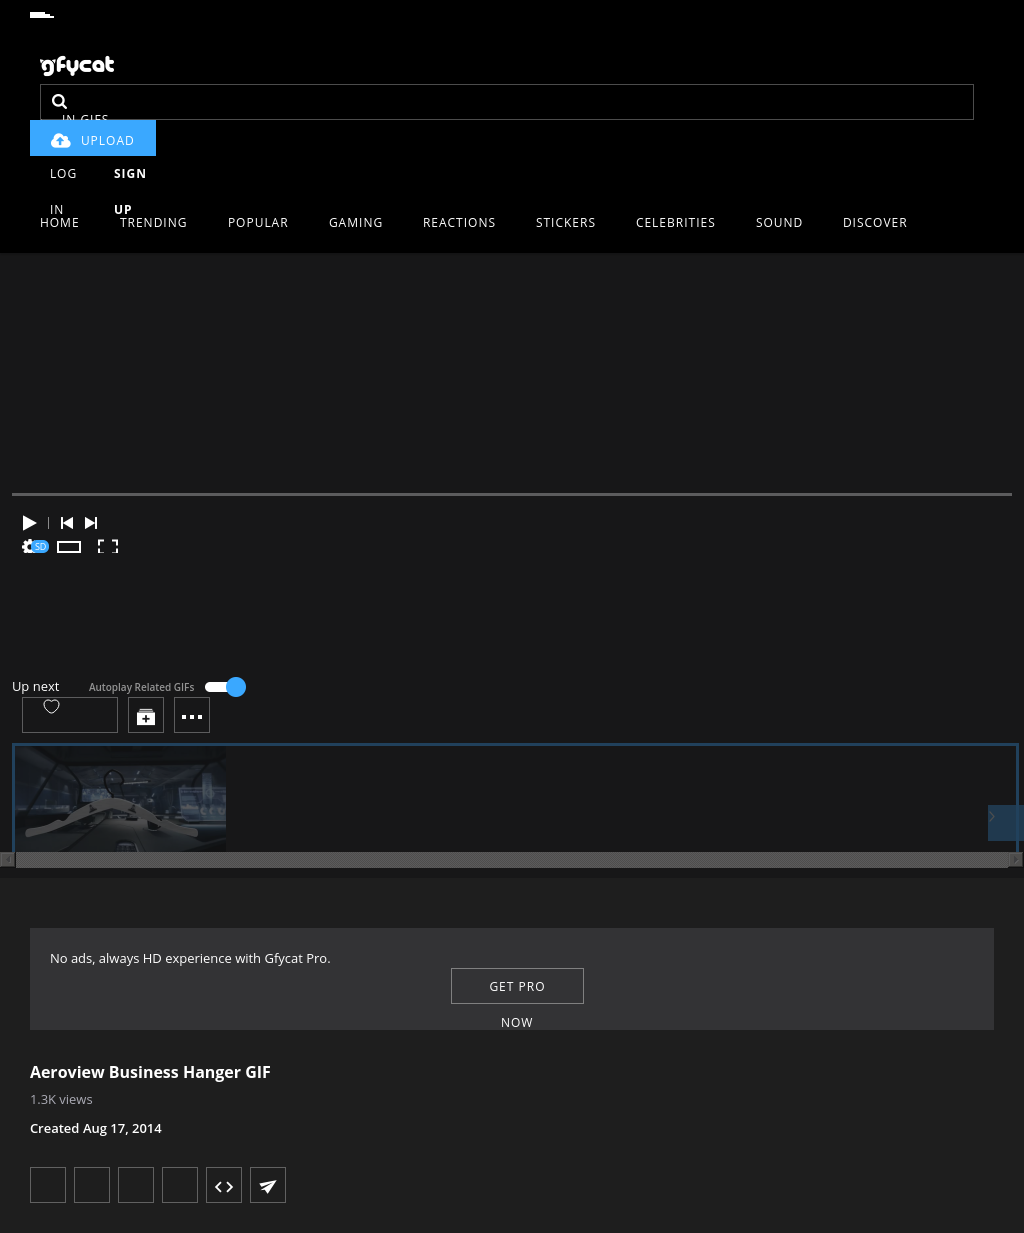 gfycat
IN GIFS
UPLOAD
LOG IN
SIGN UP
HOME TRENDING POPULAR GAMING REACTIONS STICKERS CELEBRITIES SOUND DISCOVER
SD
Up next Autoplay Related GIFs
No ads, always HD experience with Gfycat Pro.
GET PRO
NOW
Aeroview Business Hanger GIF
1.3K views
Created Aug 17, 2014